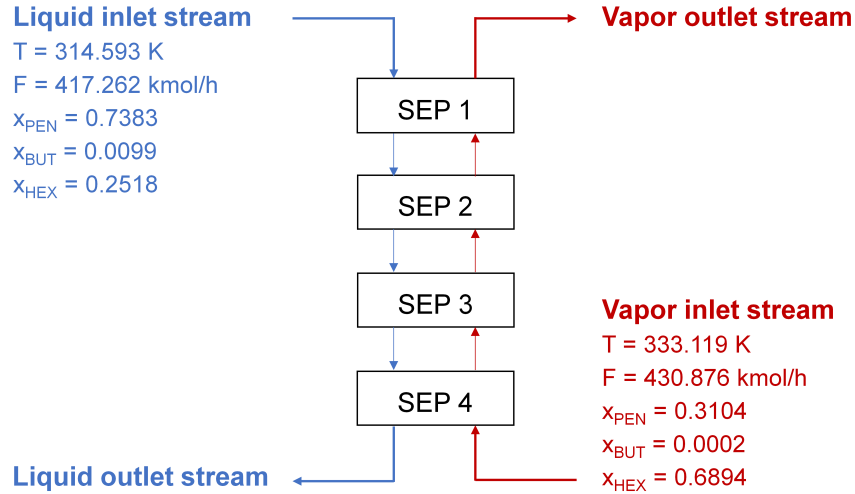 Liquid inlet stream
T = 314.593 K
F = 417.262 kmol/h
xPEN = 0.7383
xBUT = 0.0099
xHEX = 0.2518
Vapor outlet stream
SEP 1
SEP 2
SEP 3
SEP 4
Vapor inlet stream
T = 333.119 K
F = 430.876 kmol/h
xPEN = 0.3104
xBUT = 0.0002
xHEX = 0.6894
Liquid outlet stream